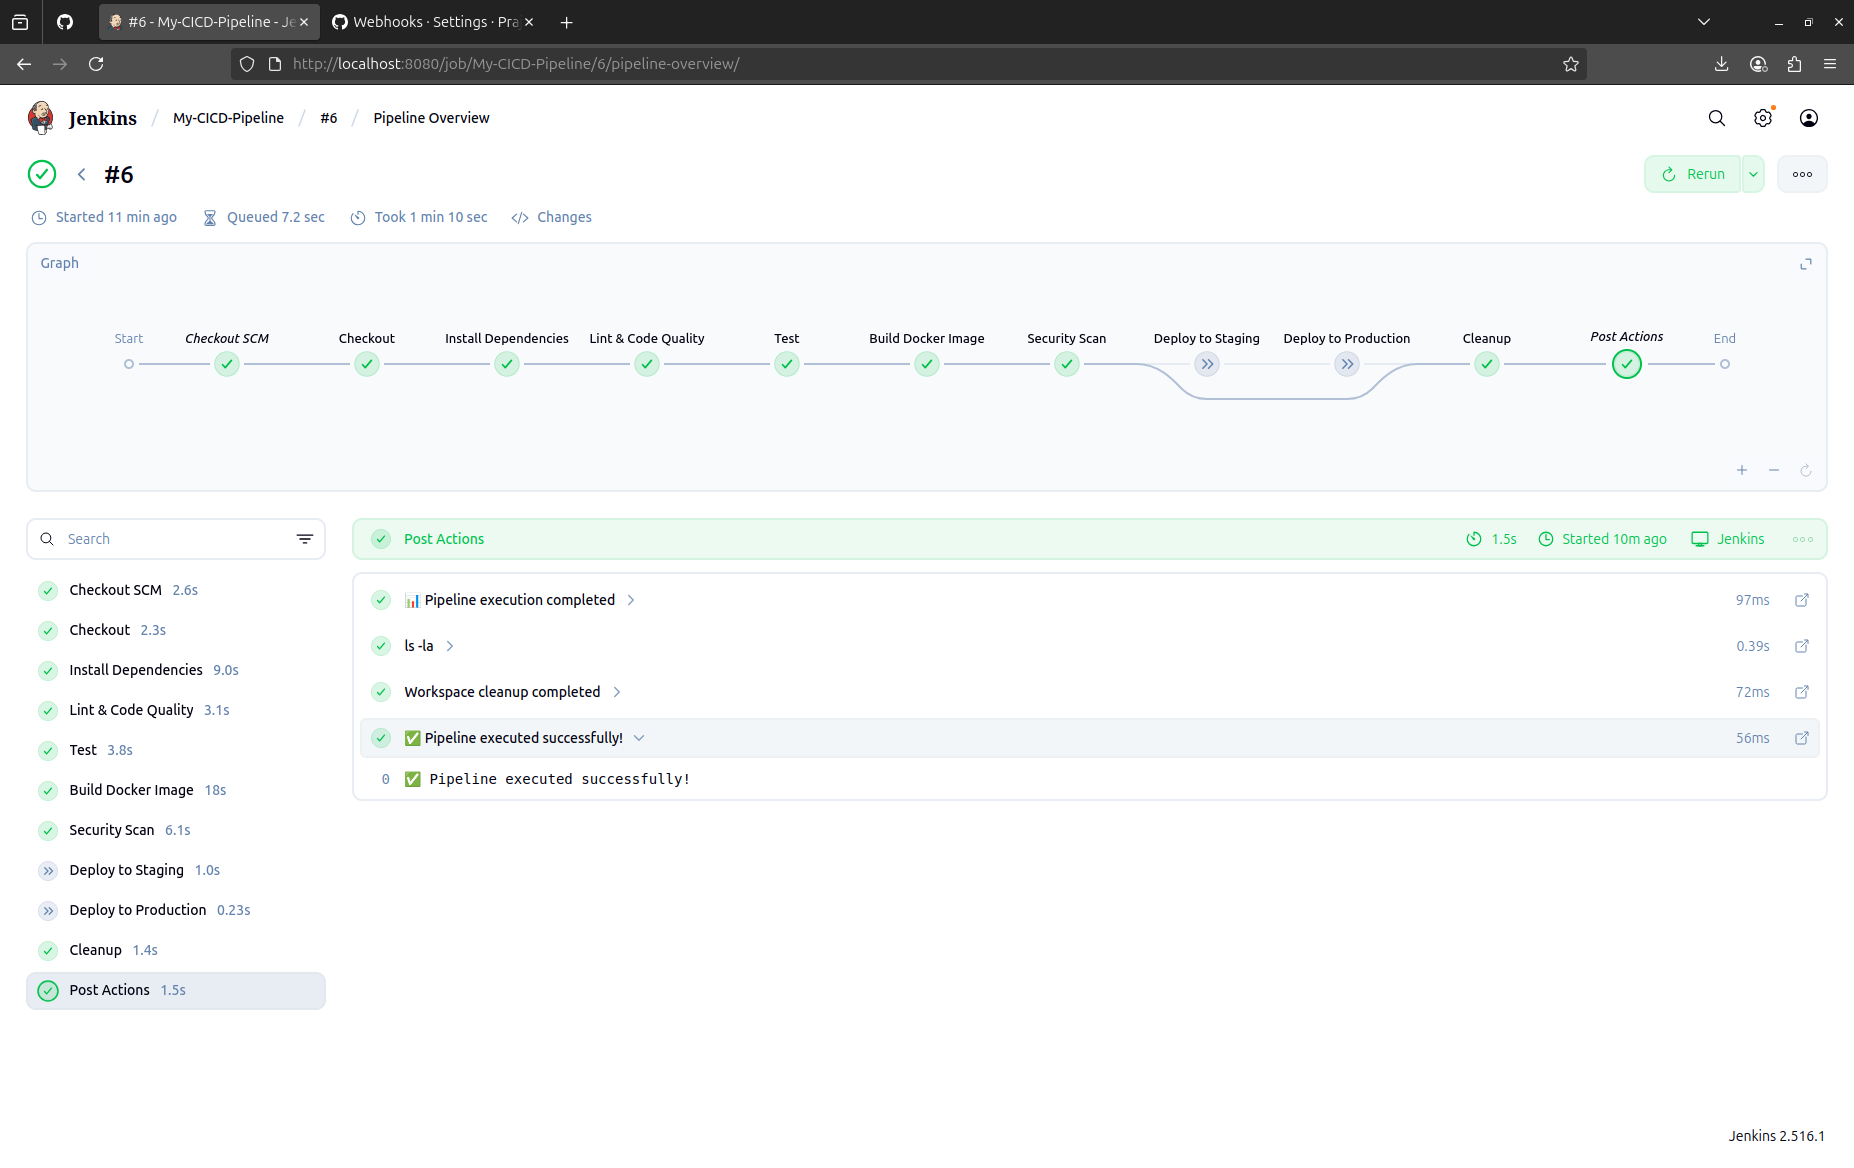 #6 - My-CICD-Pipeline - Je
Webhooks · Settings · Pra
http://localhost:8080/job/My-CICD-Pipeline/6/pipeline-overview/
Jenkins / My-CICD-Pipeline / #6 / Pipeline Overview
#6
Rerun
Started 11 min ago
Queued 7.2 sec
Took 1 min 10 sec
Changes
Graph
Start
Checkout SCM
Checkout
Install Dependencies
Lint & Code Quality
Test
Build Docker Image
Security Scan
Deploy to Staging
Deploy to Production
Cleanup
Post Actions
End
Search
Checkout SCM 2.6s
Checkout 2.3s
Install Dependencies 9.0s
Lint & Code Quality 3.1s
Test 3.8s
Build Docker Image 18s
Security Scan 6.1s
Deploy to Staging 1.0s
Deploy to Production 0.23s
Cleanup 1.4s
Post Actions 1.5s
Post Actions 1.5s Started 10m ago Jenkins
📊 Pipeline execution completed 97ms
ls -la 0.39s
Workspace cleanup completed 72ms
✅ Pipeline executed successfully! 56ms
0 ✅ Pipeline executed successfully!
Jenkins 2.516.1